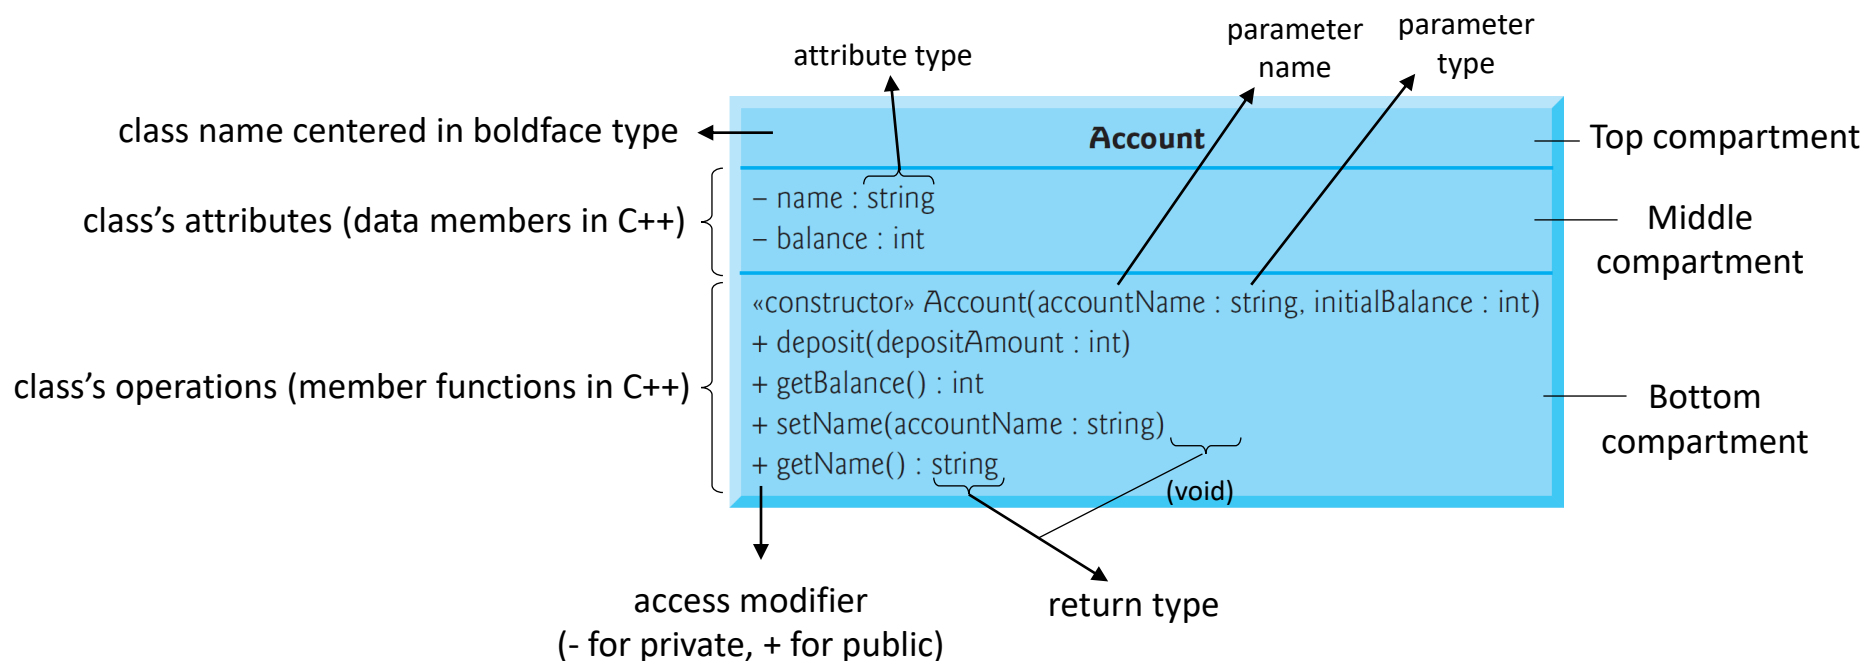 parameter
name
parameter
type
attribute type
class name centered in boldface type
Account
Top compartment
class's attributes (data members in C++)
– name : string
– balance : int
Middle
compartment
class's operations (member functions in C++)
«constructor» Account(accountName : string, initialBalance : int)
+ deposit(depositAmount : int)
+ getBalance() : int
+ setName(accountName : string)
+ getName() : string
(void)
Bottom
compartment
access modifier
(- for private, + for public)
return type